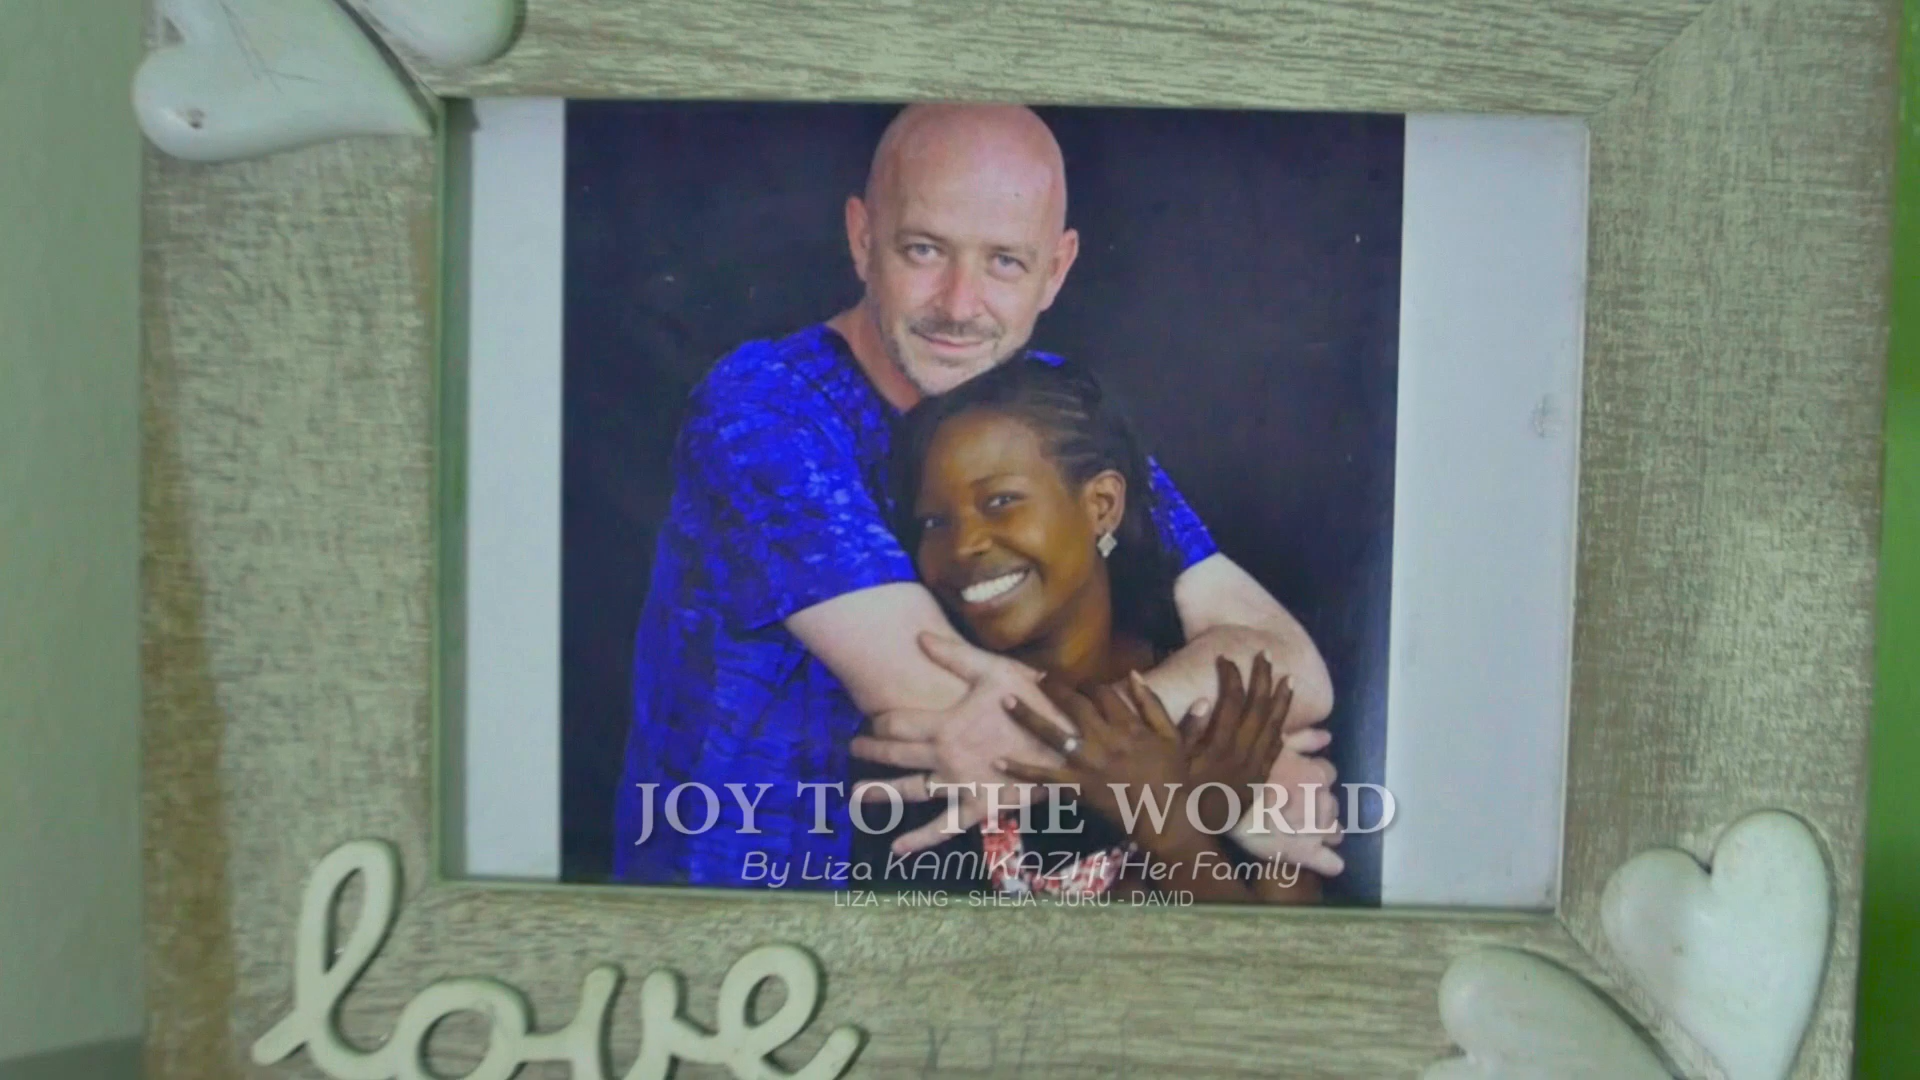 JOY TO THE WORLD
By Liza KAMIKAZI ft Her Family
LIZA - KING - SHEJA - JURU - DAVID
love